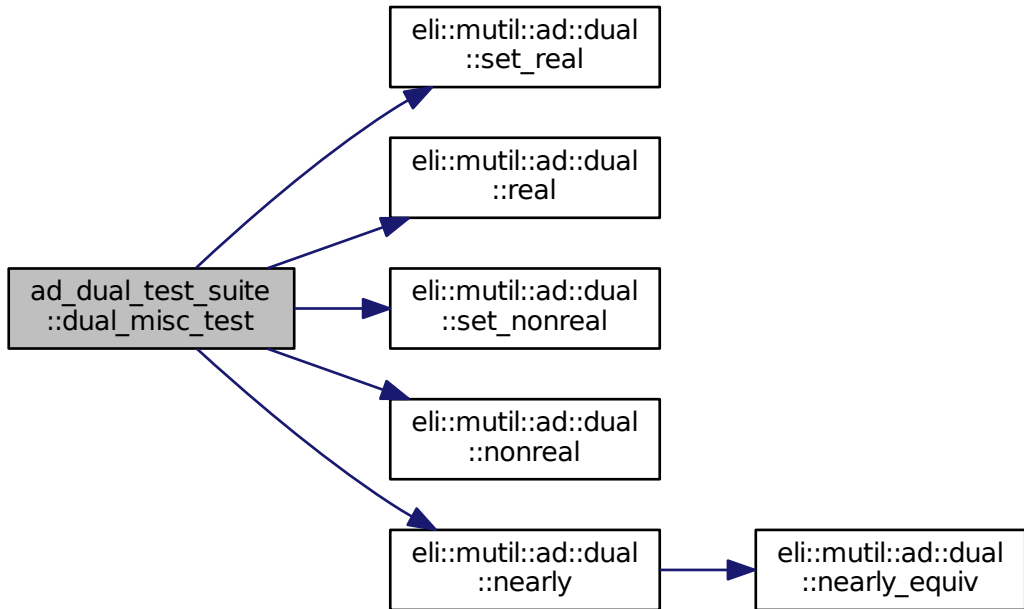 eli::mutil::ad::dual
::set_real
eli::mutil::ad::dual
::real
ad_dual_test_suite
::dual_misc_test
eli::mutil::ad::dual
::set_nonreal
eli::mutil::ad::dual
::nonreal
eli::mutil::ad::dual
::nearly
eli::mutil::ad::dual
::nearly_equiv